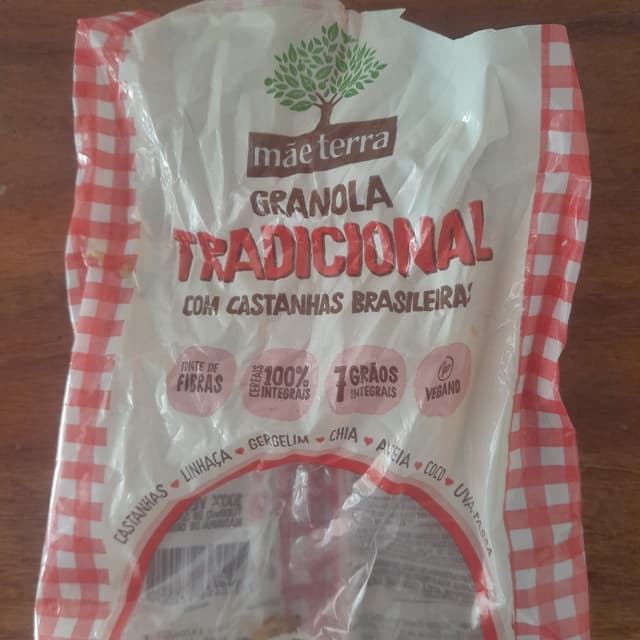 mãe terra
GRANOLA
TRADICIONAL
COM CASTANHAS BRASILEIRAS
FONTE DE
FIBRAS
CEREAIS 100% INTEGRAIS
7 GRÃOS
INTEGRAIS
VEGANO
CASTANHAS ♥ LINHAÇA ♥ GERGELIM ♥ CHIA ♥ AVEIA ♥ COCO ♥ UVA-PASSA